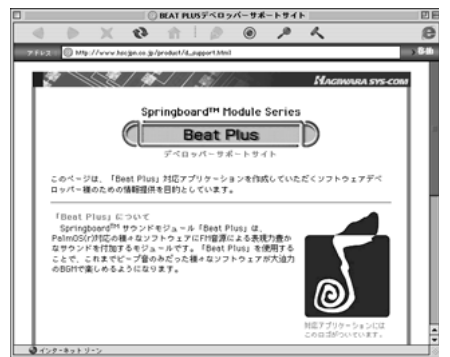 BEAT PLUSデベロッパーサポートサイト
アドレス http://www.hscjpn.co.jp/product/d_support.html
HAGIWARA SYS-COM
Springboard™ Module Series
Beat Plus
デベロッパーサポートサイト
このページは、「Beat Plus」対応アプリケーションを作成していただくソフトウェアデベ
ロッパー様のための情報提供を目的としています。
「Beat Plus」について
Springboard™ サウンドモジュール「Beat Plus」は、
PalmOS(r)対応の様々なソフトウェアにFM音源による表現力豊か
なサウンドを付加するモジュールです。「Beat Plus」を使用する
ことで、これまでビープ音のみだった様々なソフトウェアが大迫力
のBGMで楽しめるようになります。
対応アプリケーションには
このロゴがついています。
インターネット ゾーン